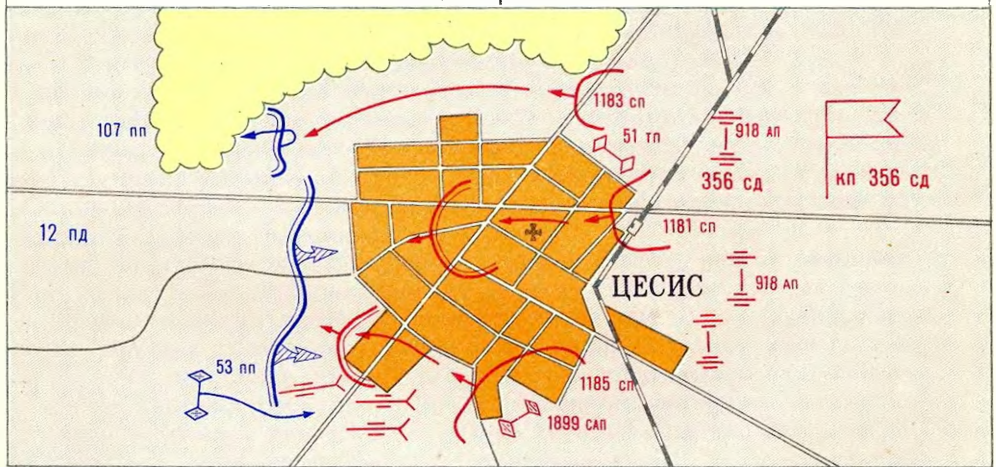 1183 сп
107 пп
51 тп
918 АП
356 сд
кп 356 сд
12 пд
1181 сп
ЦЕСИС
918 АП
53 пп
1185 сп
1899 САП